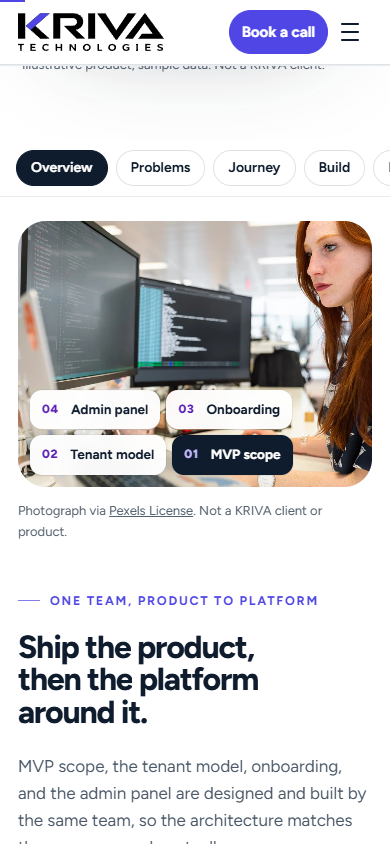 KRIVA
TECHNOLOGIES
Book a call
illustrative product, sample data. Not a KRIVA client.
Overview
Problems
Journey
Build
04 Admin panel
03 Onboarding
02 Tenant model
01 MVP scope
Photograph via Pexels License. Not a KRIVA client or
product.
ONE TEAM, PRODUCT TO PLATFORM
Ship the product,
then the platform
around it.
MVP scope, the tenant model, onboarding,
and the admin panel are designed and built by
the same team, so the architecture matches